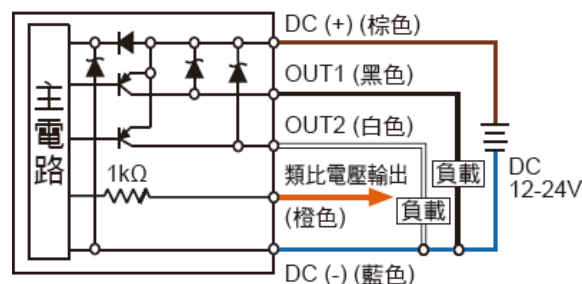 DC (+) (棕色)
OUT1 (黑色)
主電路
OUT2 (白色)
1kΩ
類比電壓輸出
(橙色)
負載
負載
DC
12-24V
DC (-) (藍色)